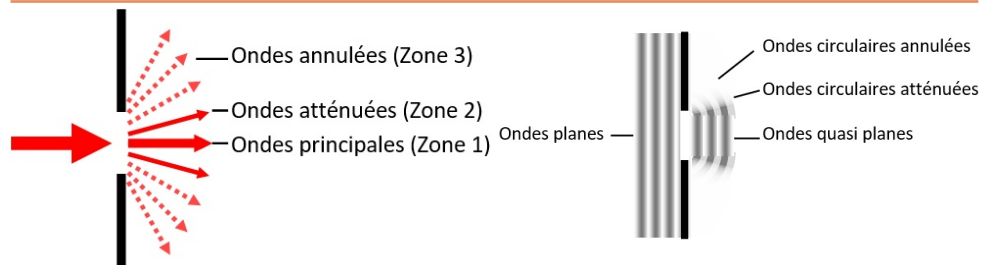 Ondes annulées (Zone 3)
Ondes atténuées (Zone 2)
Ondes principales (Zone 1)
Ondes circulaires annulées
Ondes circulaires atténuées
Ondes planes
Ondes quasi planes